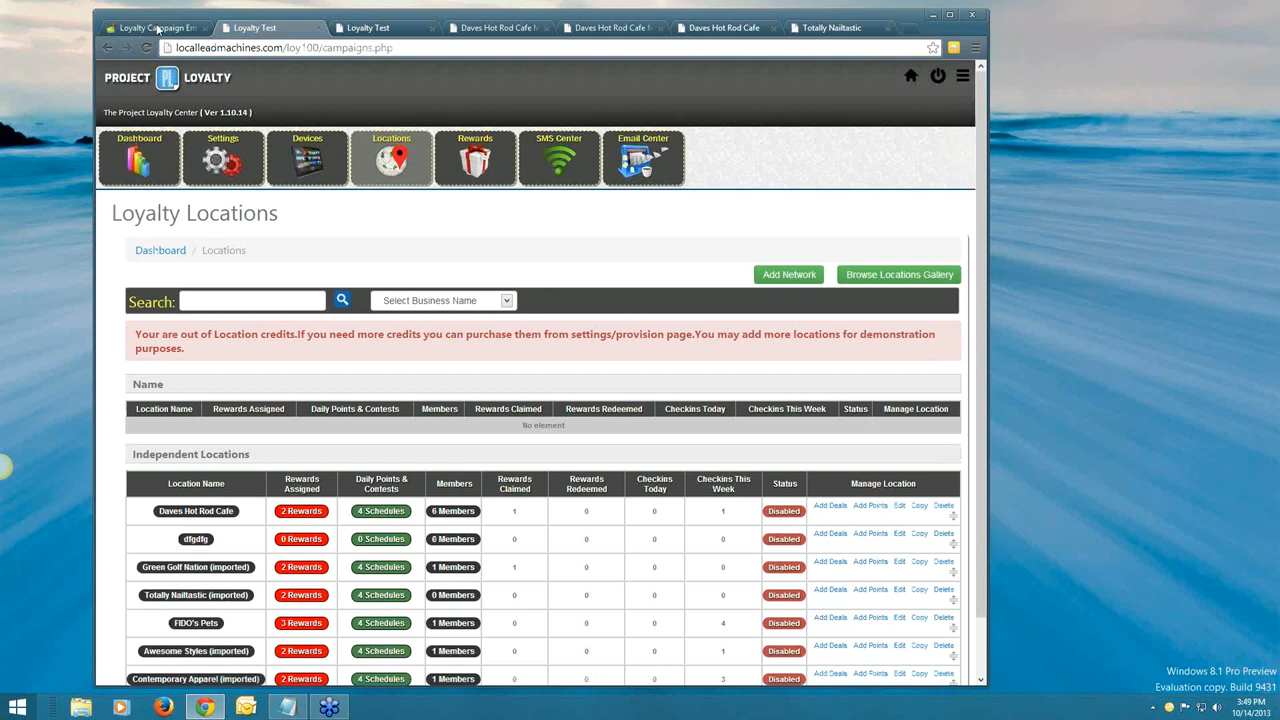 Loyalty Campaign Em
Loyalty Test
Loyalty Test
Daves Hot Rod Cafe
Daves Hot Rod Cafe
Daves Hot Rod Cafe
Totally Nailtastic
localleadmachines.com/loy100/campaigns.php
PROJECT PL LOYALTY
The Project Loyalty Center ( Ver 1.10.14 )
Dashboard
Settings
Devices
Locations
Rewards
SMS Center
Email Center
Loyalty Locations
Dashboard / Locations
Add Network
Browse Locations Gallery
Search:
Select Business Name
Your are out of Location credits.If you need more credits you can purchase them from settings/provision page.You may add more locations for demonstration
purposes.
Name
Location Name Rewards Assigned Daily Points & Contests Members Rewards Claimed Rewards Redeemed Checkins Today Checkins This Week Status Manage Location
No element
Independent Locations
Location Name Rewards Assigned Daily Points & Contests Members Rewards Claimed Rewards Redeemed Checkins Today Checkins This Week Status Manage Location
Daves Hot Rod Cafe 2 Rewards 4 Schedules 6 Members 1 0 0 1 Disabled Add Deals Add Points Edit Copy Delete
dfgdfg 0 Rewards 0 Schedules 0 Members 0 0 0 0 Disabled Add Deals Add Points Edit Copy Delete
Green Golf Nation (imported) 2 Rewards 4 Schedules 1 Members 1 0 0 0 Disabled Add Deals Add Points Edit Copy Delete
Totally Nailtastic (imported) 2 Rewards 4 Schedules 0 Members 0 0 0 0 Disabled Add Deals Add Points Edit Copy Delete
FIDO's Pets 3 Rewards 4 Schedules 1 Members 0 0 0 4 Disabled Add Deals Add Points Edit Copy Delete
Awesome Styles (imported) 2 Rewards 4 Schedules 1 Members 0 0 0 1 Disabled Add Deals Add Points Edit Copy Delete
Contemporary Apparel (imported) 2 Rewards 4 Schedules 1 Members 0 0 0 3 Disabled Add Deals Add Points Edit Copy Delete
Windows 8.1 Pro Preview
Evaluation copy. Build 9431
3:49 PM
10/14/2013